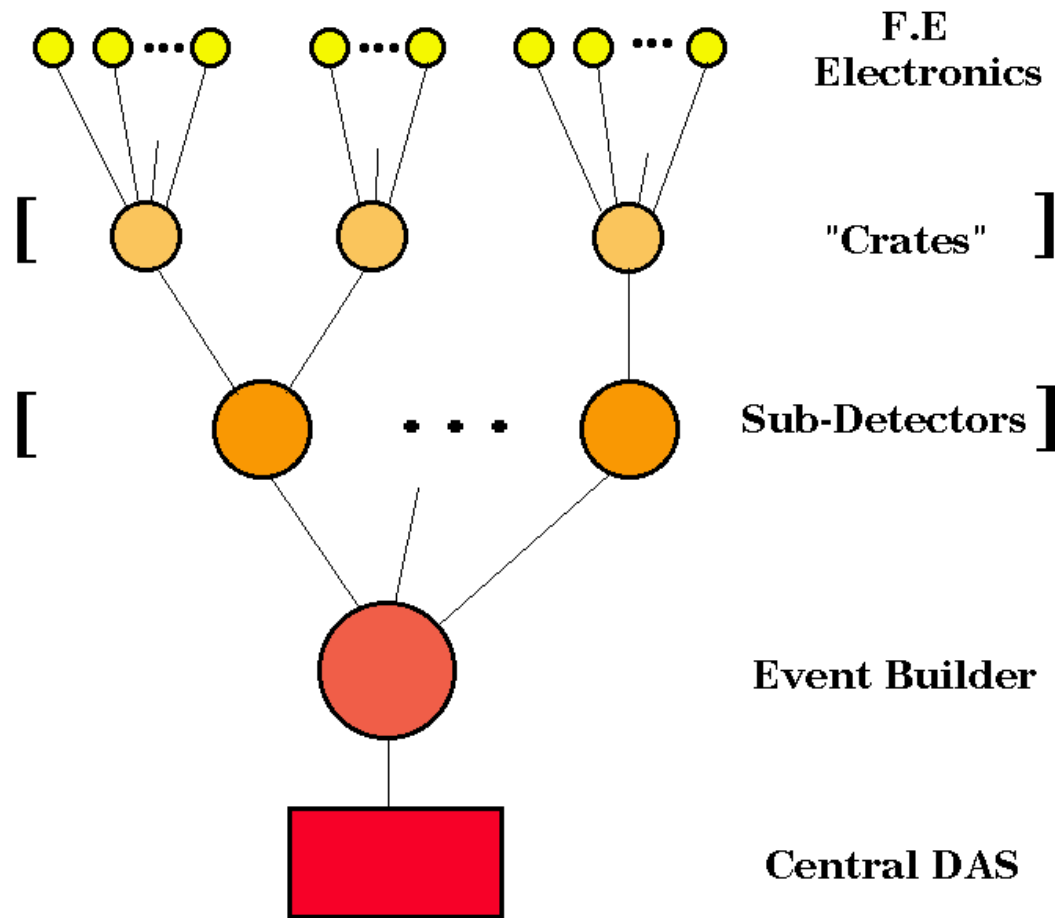 F.E
Electronics
[ "Crates" ]
[ Sub-Detectors ]
Event Builder
Central DAS